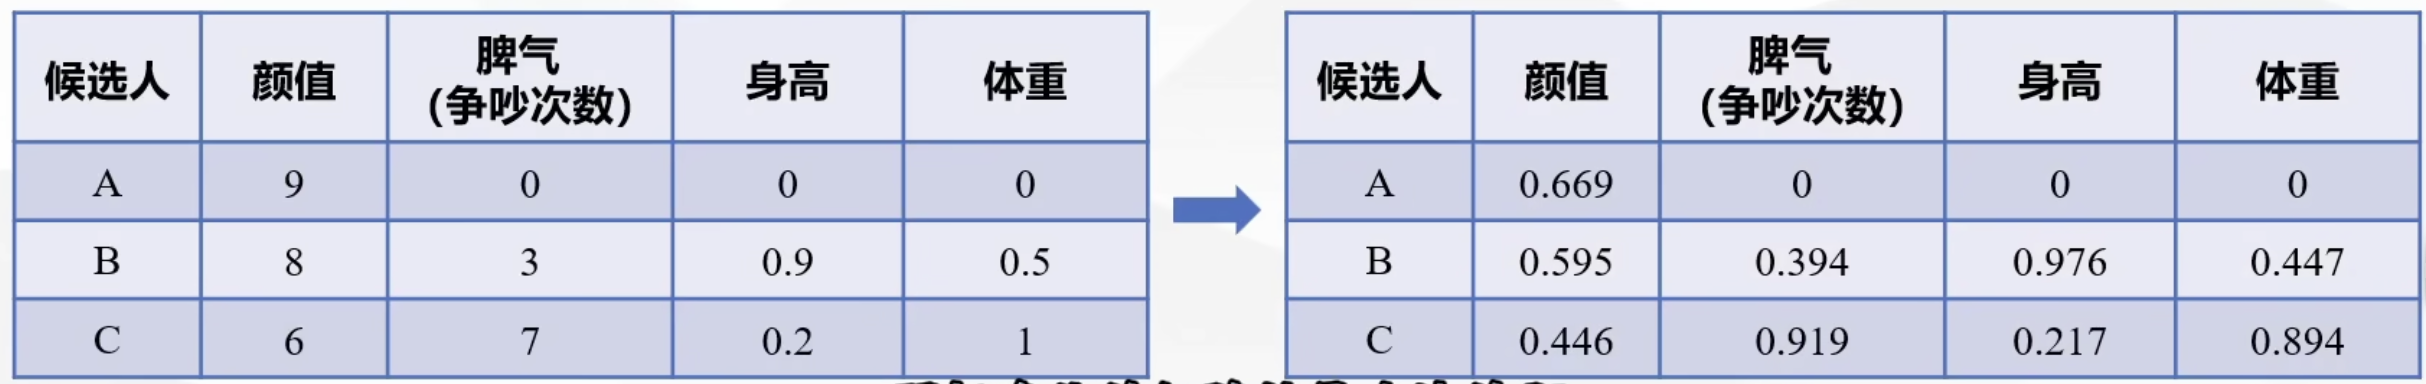 候选人 颜值 脾气 (争吵次数) 身高 体重
A 9 0 0 0
B 8 3 0.9 0.5
C 6 7 0.2 1
候选人 颜值 脾气 (争吵次数) 身高 体重
A 0.669 0 0 0
B 0.595 0.394 0.976 0.447
C 0.446 0.919 0.217 0.894